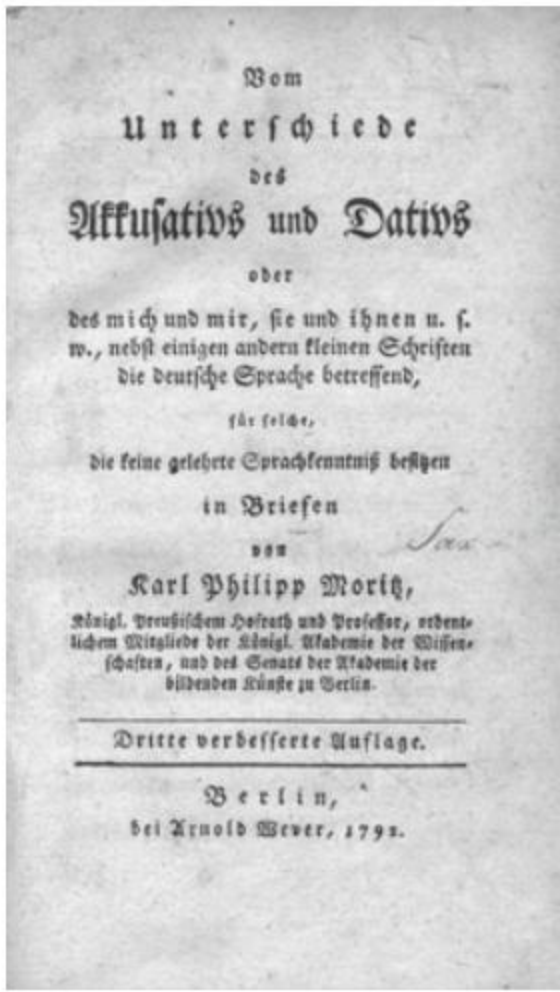 Vom
Unterschiede
des
Akkusativs und Dativs
oder
des mich und mir, sie und ihnen u. s.
w., nebst einigen andern kleinen Schriften
die deutsche Sprache betreffend,
für solche,
die keine gelehrte Sprachkenntniß besitzen
in Briefen
von
Karl Philipp Moritz,
Königl. Preußischem Hofrath und Professor, ordent-
lichem Mitgliede der Königl. Akademie der Wissen-
schaften, und des Senats der Akademie der
bildenden Künste zu Berlin.
Dritte verbesserte Auflage.
Berlin,
bei Arnold Wever, 1792.